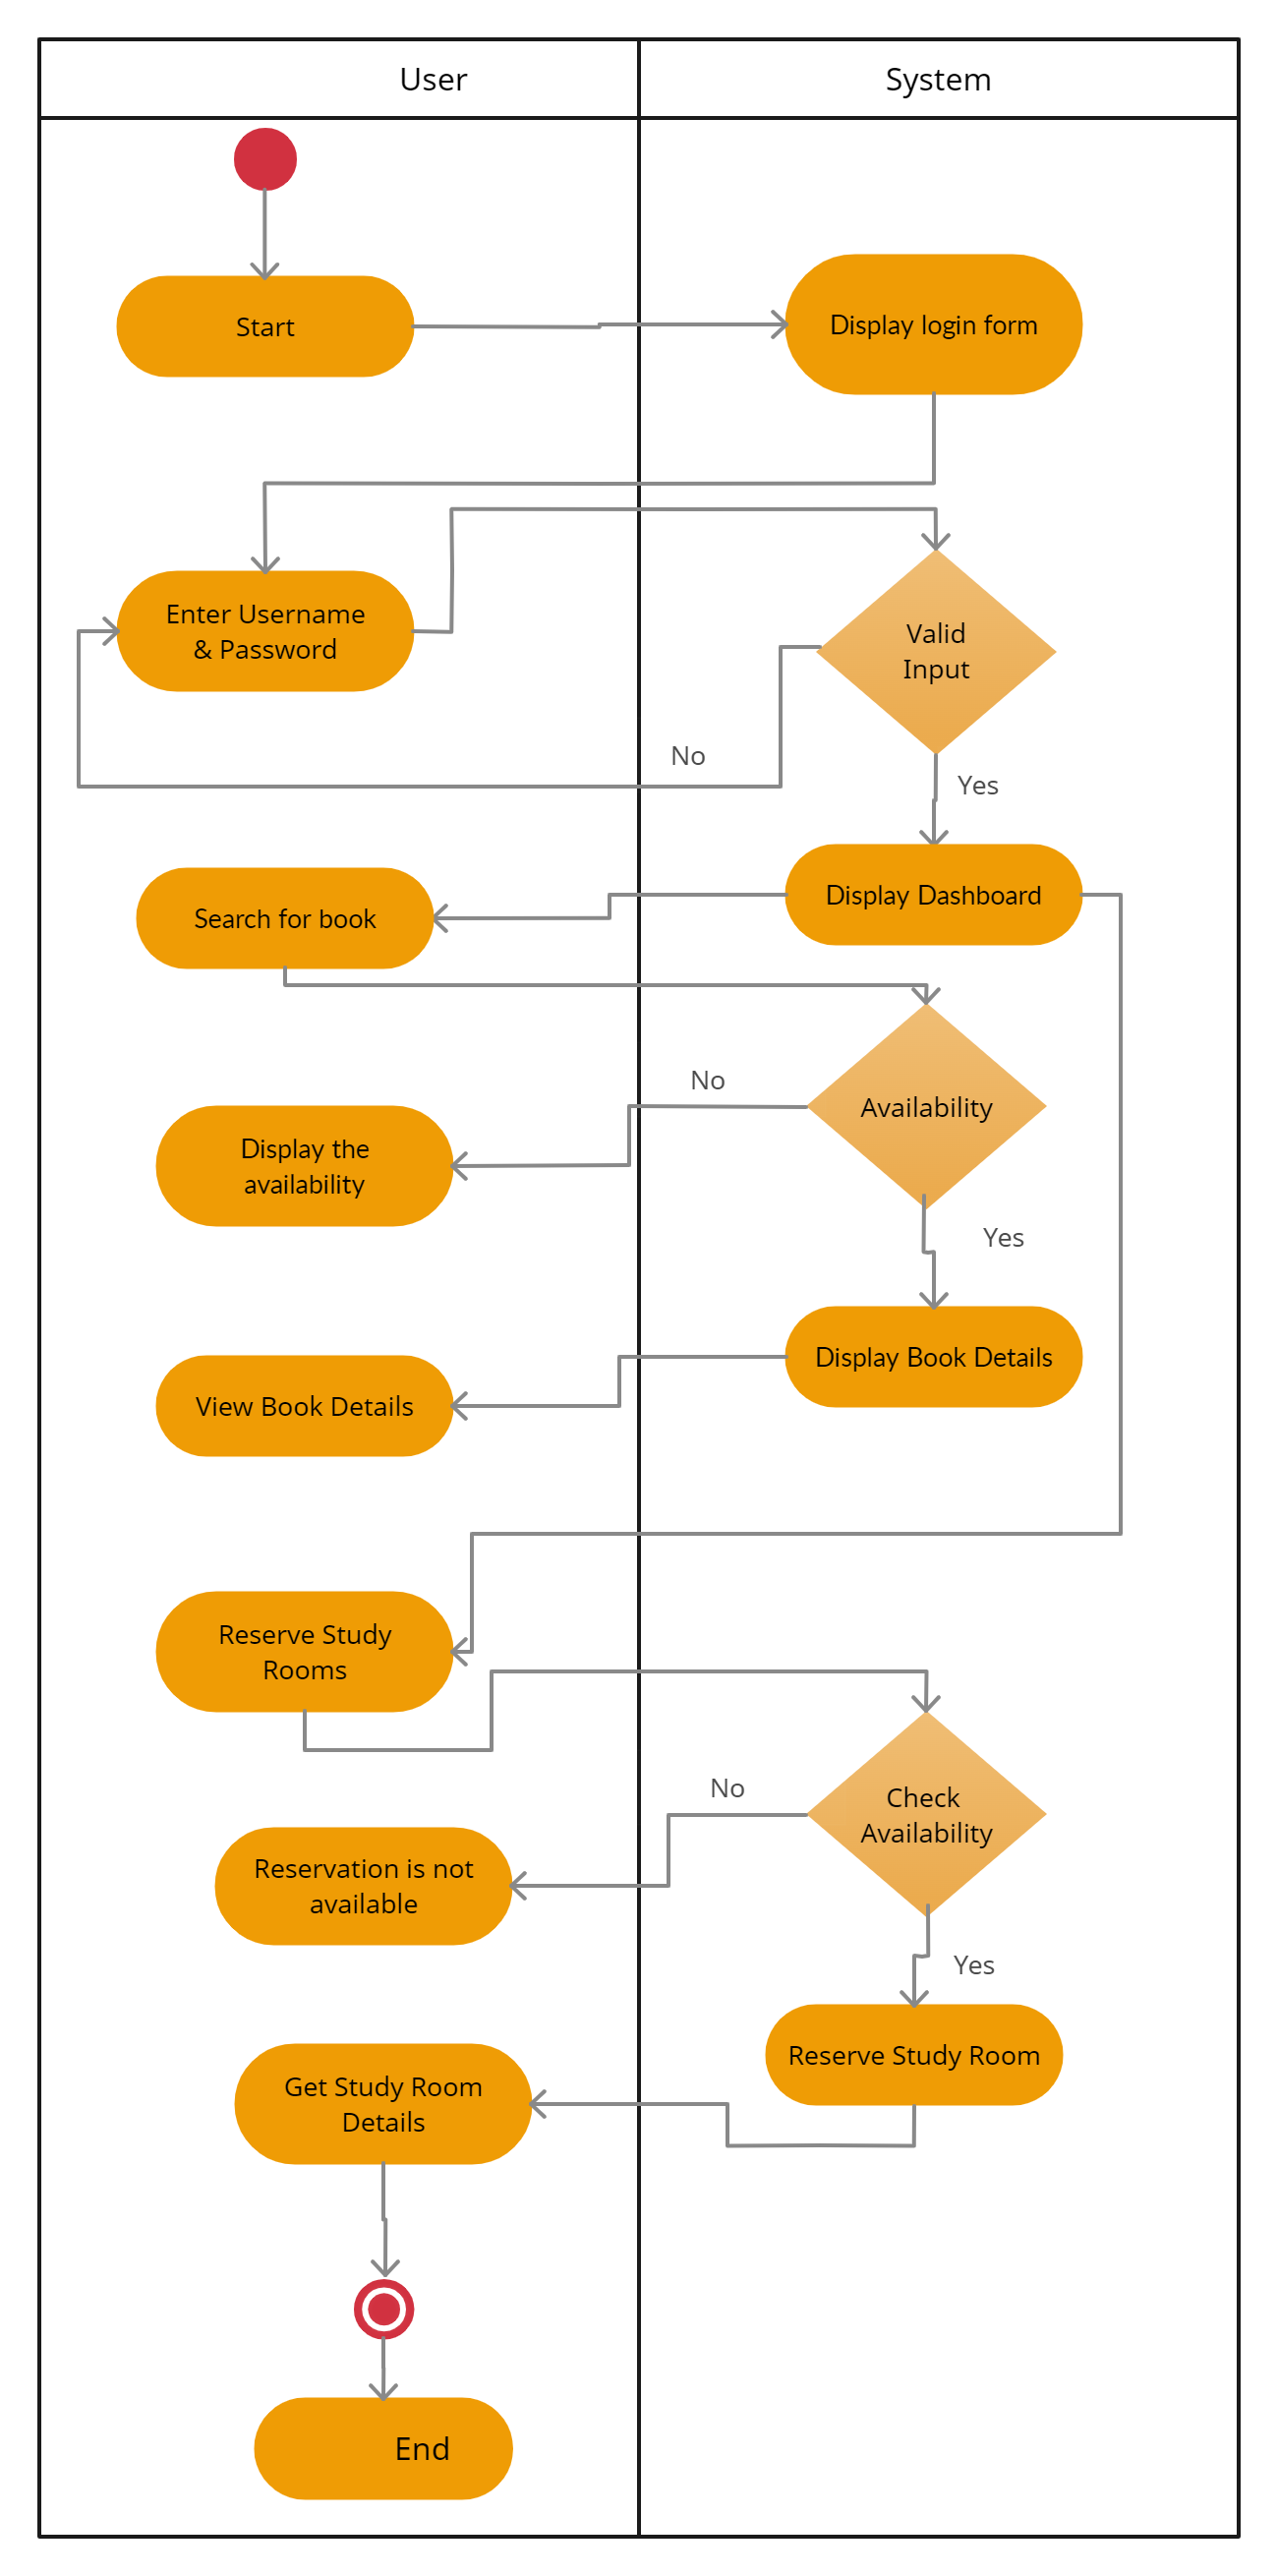 User
System
Start
Display login form
Enter Username
& Password
Valid
Input
No
Yes
Search for book
Display Dashboard
No
Availability
Display the
availability
Yes
Display Book Details
View Book Details
Reserve Study
Rooms
No
Check
Availability
Reservation is not
available
Yes
Reserve Study Room
Get Study Room
Details
End